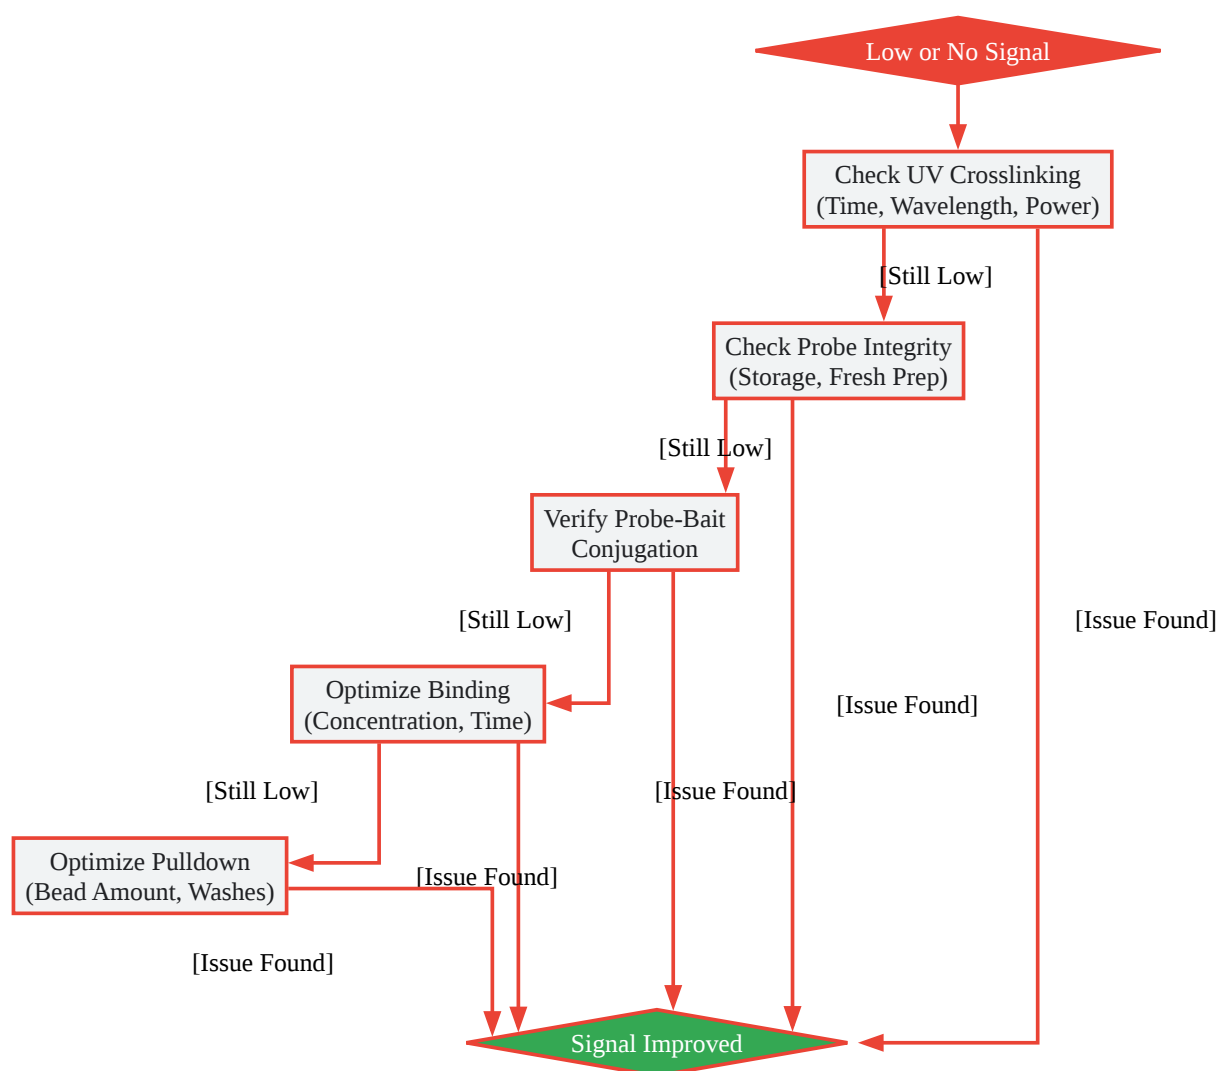 Low or No Signal
Check UV Crosslinking
(Time, Wavelength, Power)
[Still Low]
Check Probe Integrity
(Storage, Fresh Prep)
[Still Low]
Verify Probe-Bait
Conjugation
[Still Low]
[Issue Found]
Optimize Binding
(Concentration, Time)
[Issue Found]
[Still Low]
[Issue Found]
Optimize Pulldown
(Bead Amount, Washes)
[Issue Found]
[Issue Found]
Signal Improved